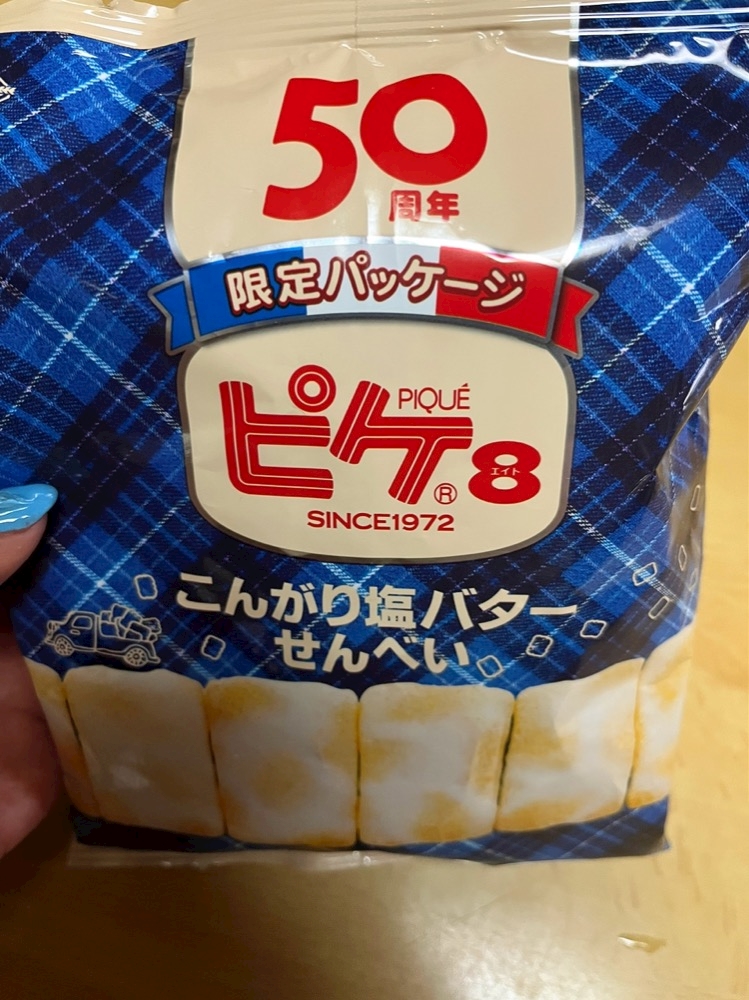 50
周年
限定パッケージ
PIQUÉ
ピケ®8
エイト
SINCE1972
こんがり塩バター
せんべい